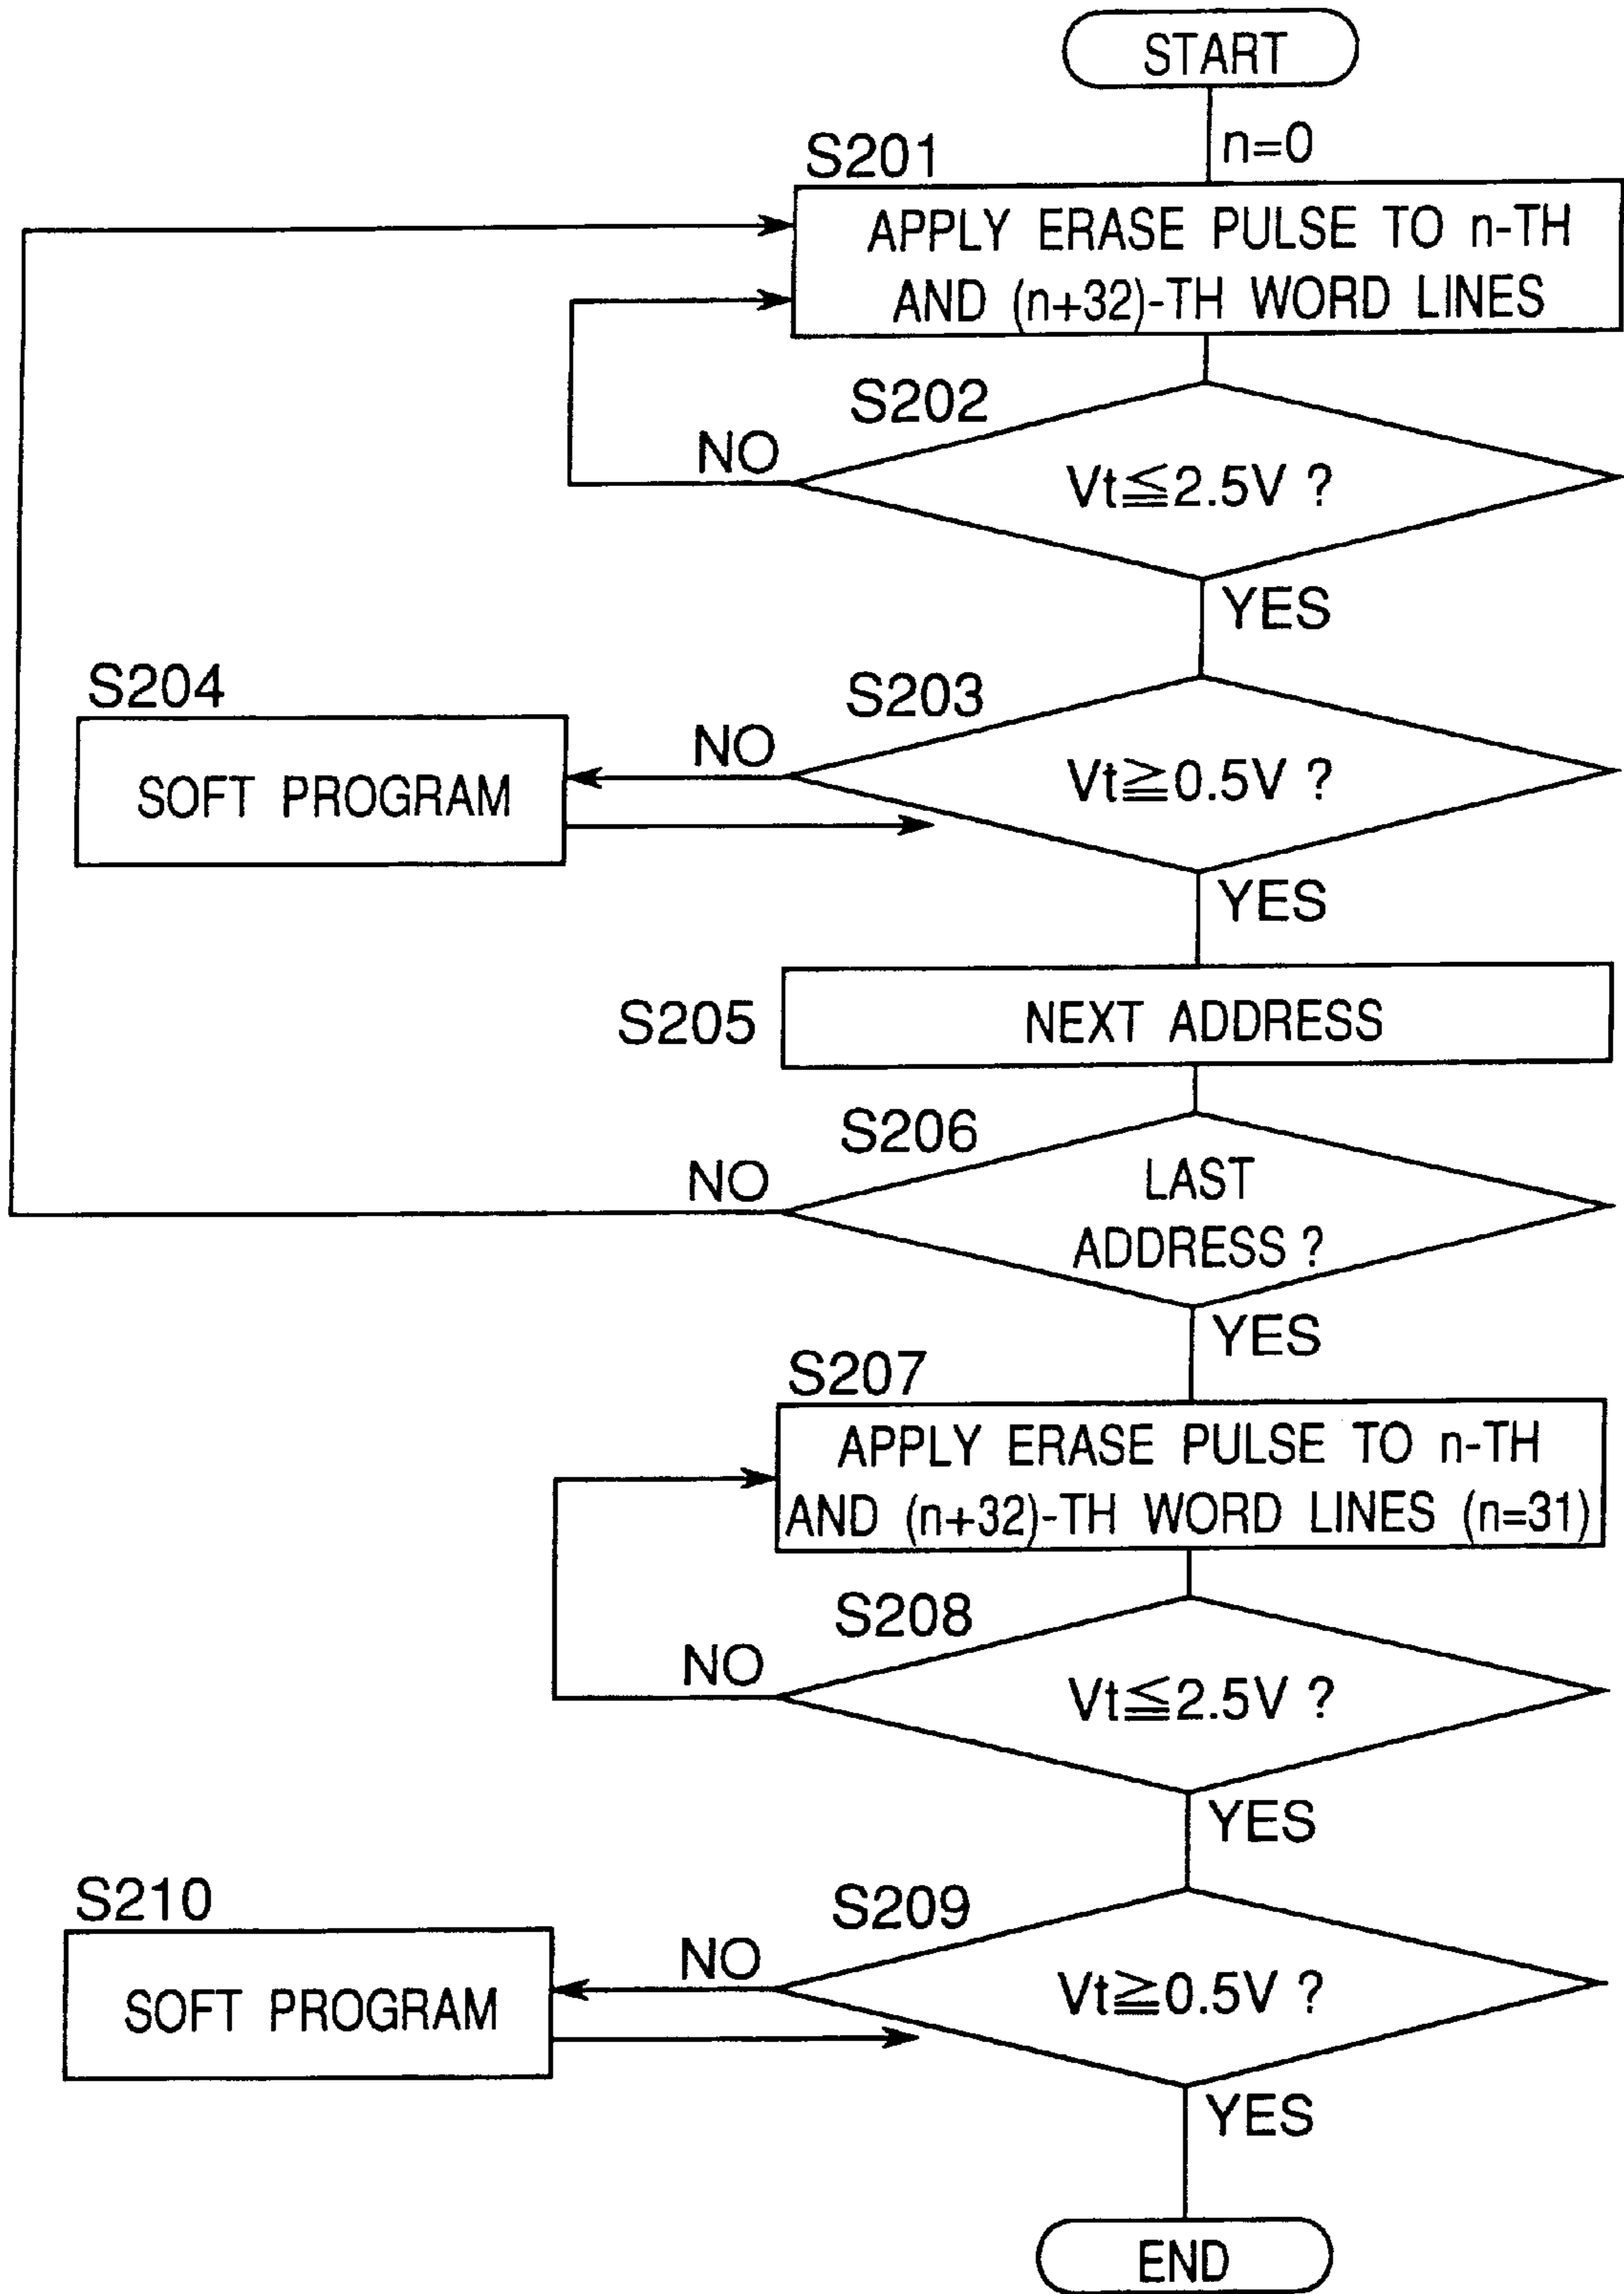 START
n=0
S201
APPLY ERASE PULSE TO n-TH
AND (n+32)-TH WORD LINES
S202
NO
Vt≦2.5V ?
YES
S204
S203
NO
SOFT PROGRAM
Vt≧0.5V ?
YES
S205
NEXT ADDRESS
S206
NO
LAST
ADDRESS ?
YES
S207
APPLY ERASE PULSE TO n-TH
AND (n+32)-TH WORD LINES (n=31)
S208
NO
Vt≦2.5V ?
YES
S210
S209
NO
SOFT PROGRAM
Vt≧0.5V ?
YES
END